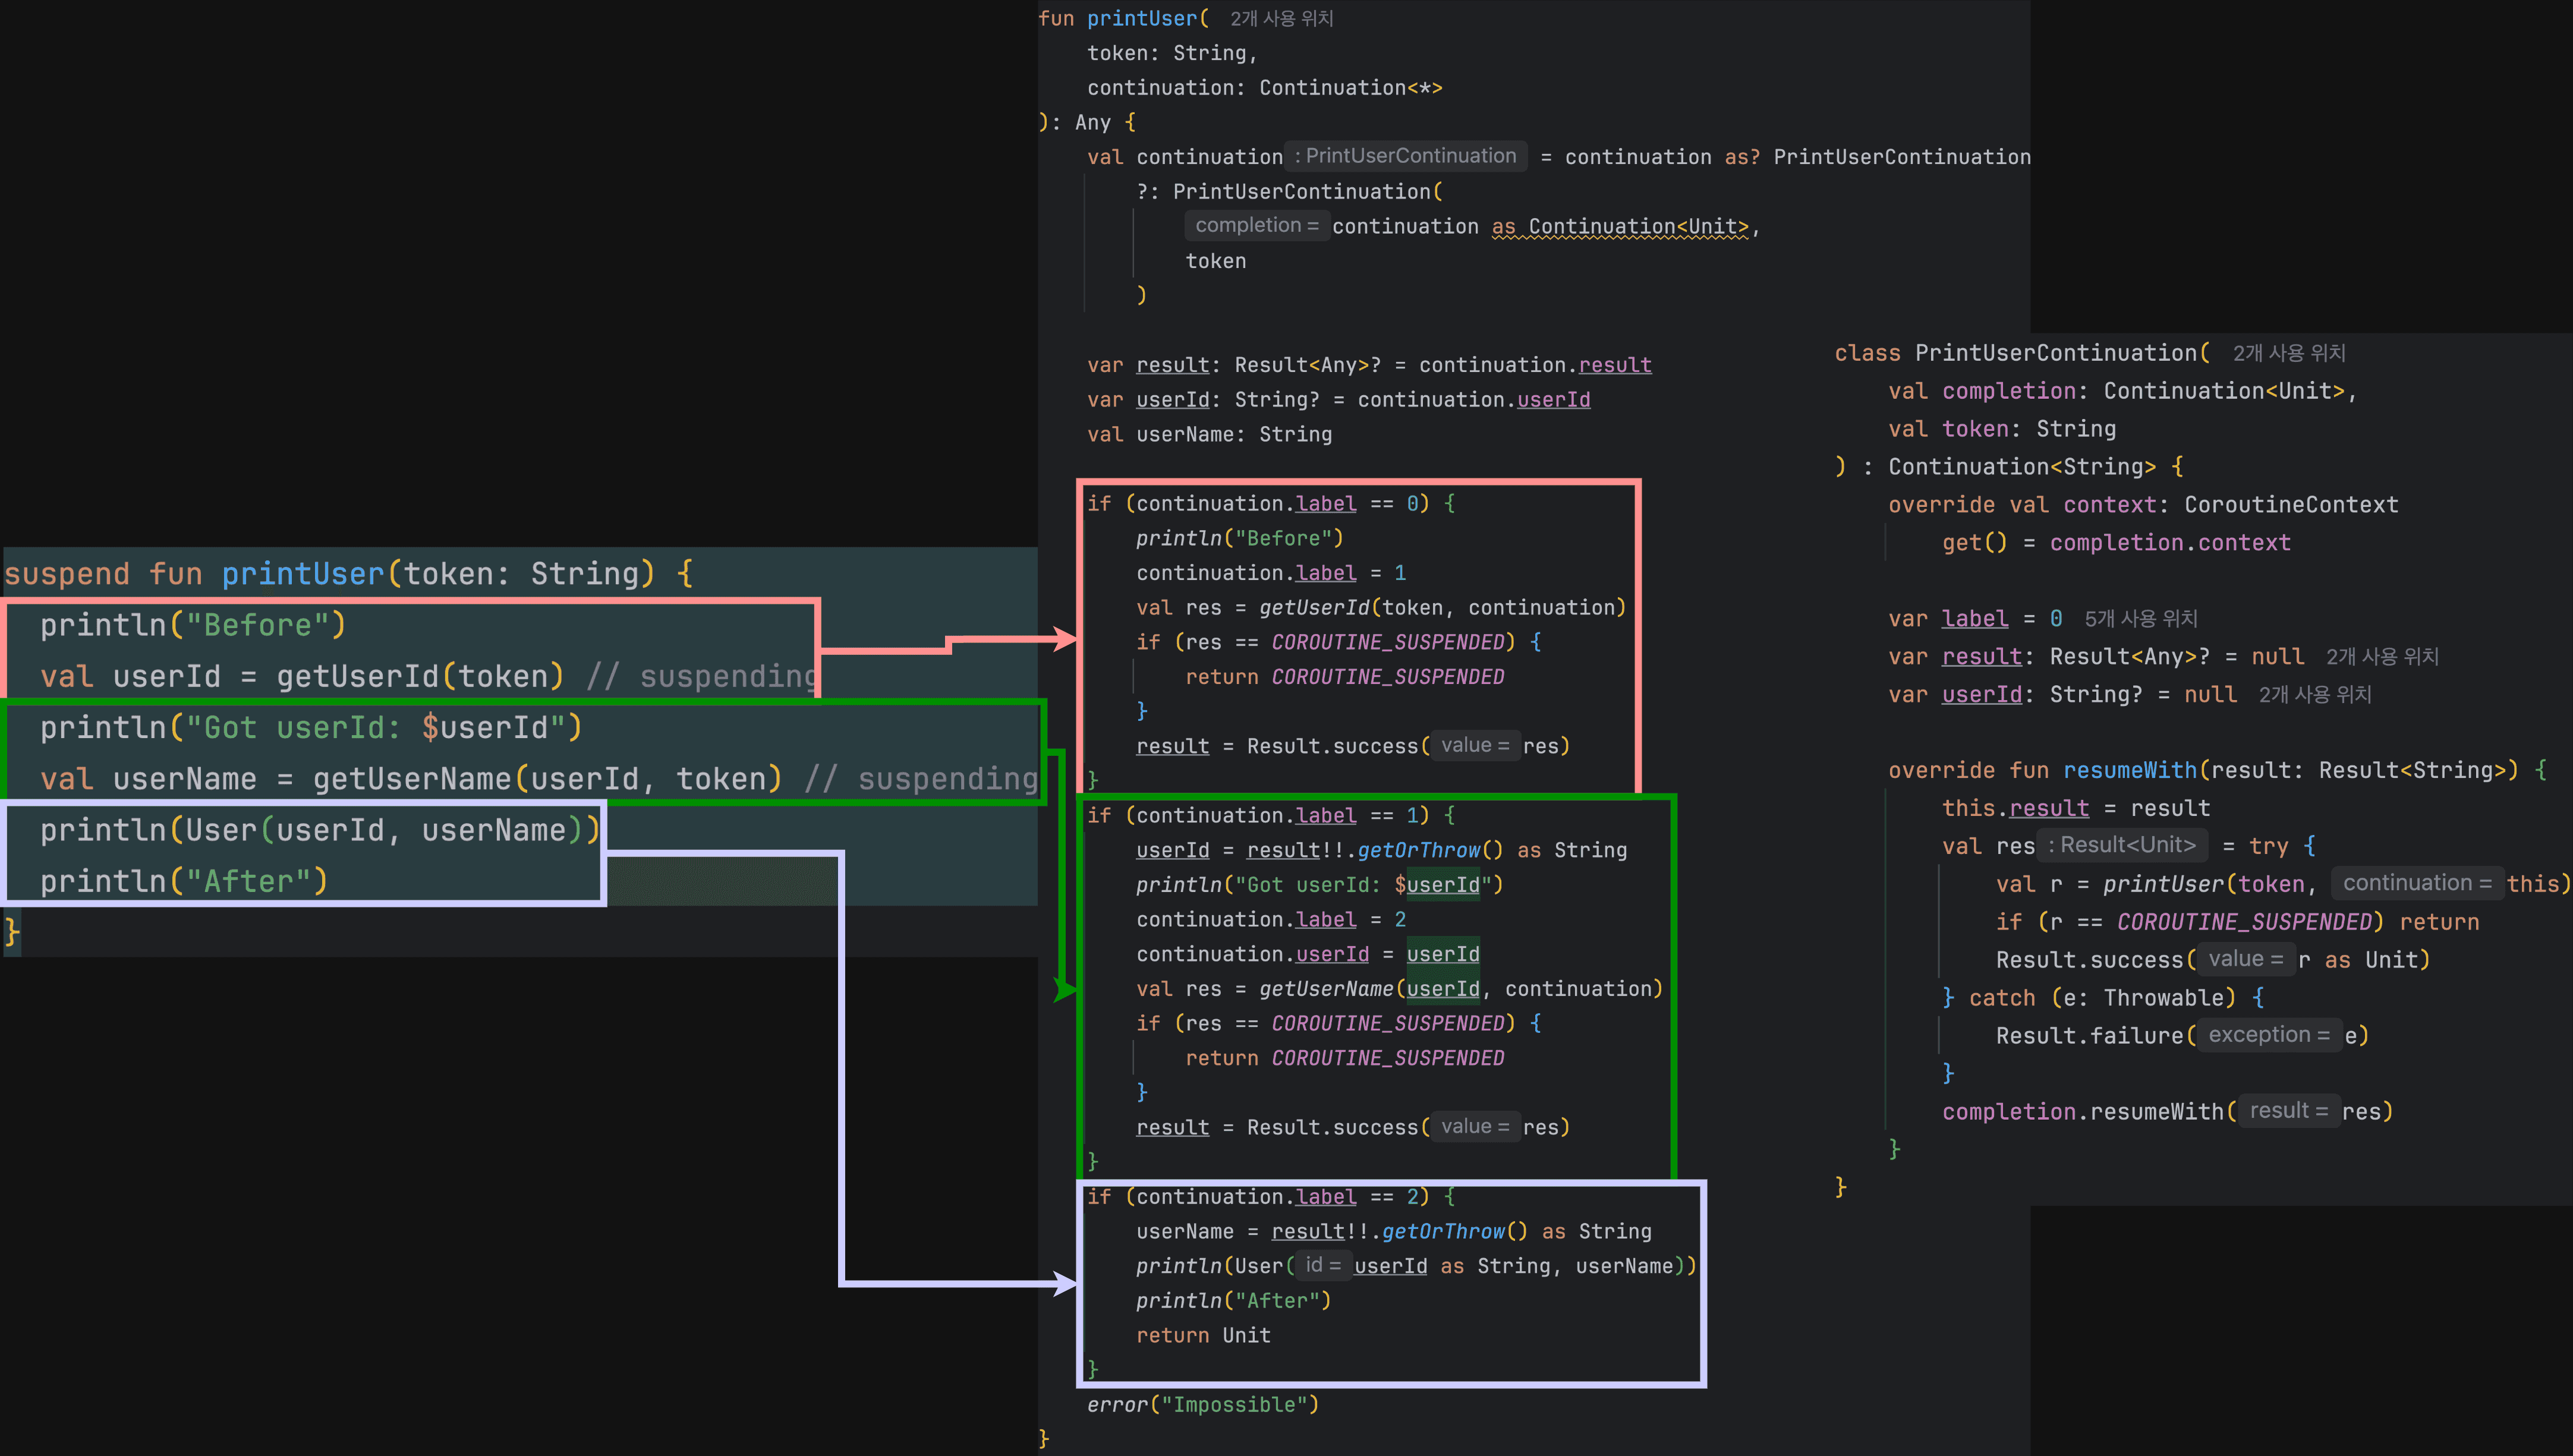 suspend fun printUser(token: String) {
println("Before")
val userId = getUserId(token) // suspending
println("Got userId: $userId")
val userName = getUserName(userId, token) // suspending
println(User(userId, userName))
println("After")
}
fun printUser( 2개 사용 위치
token: String,
continuation: Continuation<*>
): Any {
val continuation : PrintUserContinuation = continuation as? PrintUserContinuation
?: PrintUserContinuation(
completion = continuation as Continuation<Unit>,
token
)
var result: Result<Any>? = continuation.result
var userId: String? = continuation.userId
val userName: String
if (continuation.label == 0) {
println("Before")
continuation.label = 1
val res = getUserId(token, continuation)
if (res == COROUTINE_SUSPENDED) {
return COROUTINE_SUSPENDED
}
result = Result.success( value = res)
}
if (continuation.label == 1) {
userId = result!!.getOrThrow() as String
println("Got userId: $userId")
continuation.label = 2
continuation.userId = userId
val res = getUserName(userId, continuation)
if (res == COROUTINE_SUSPENDED) {
return COROUTINE_SUSPENDED
}
result = Result.success( value = res)
}
if (continuation.label == 2) {
userName = result!!.getOrThrow() as String
println(User( id = userId as String, userName))
println("After")
return Unit
}
error("Impossible")
}
class PrintUserContinuation( 2개 사용 위치
val completion: Continuation<Unit>,
val token: String
) : Continuation<String> {
override val context: CoroutineContext
get() = completion.context
var label = 0 5개 사용 위치
var result: Result<Any>? = null 2개 사용 위치
var userId: String? = null 2개 사용 위치
override fun resumeWith(result: Result<String>) {
this.result = result
val res : Result<Unit> = try {
val r = printUser(token, continuation = this)
if (r == COROUTINE_SUSPENDED) return
Result.success( value = r as Unit)
} catch (e: Throwable) {
Result.failure( exception = e)
}
completion.resumeWith( result = res)
}
}